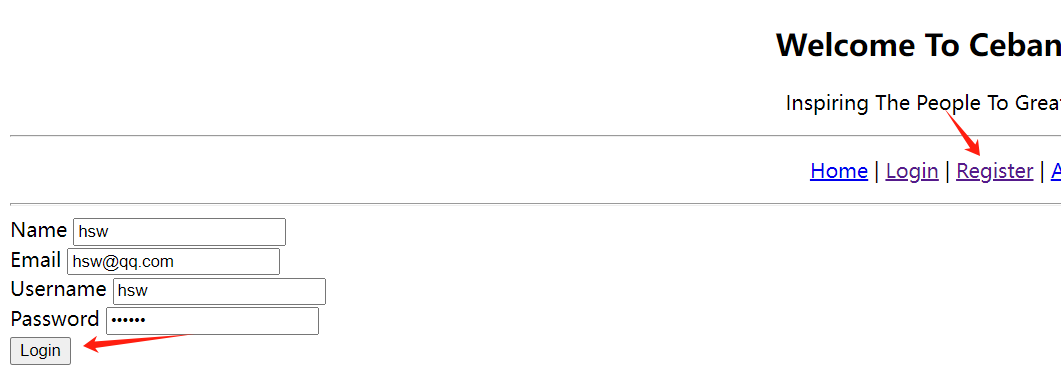 Welcome To Ceban
Inspiring The People To Grea
Home | Login | Register | A
Name hsw
Email hsw@qq.com
Username hsw
Password ••••••
Login